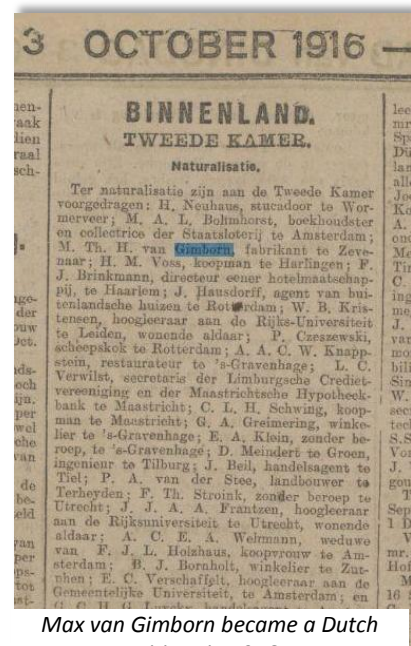 3 OCTOBER 1916 —
BINNENLAND.
TWEEDE KAMER.
Naturalisatie.
Ter naturalisatie zijn aan de Tweede Kamer
voorgedragen: H. Neuhaus, stucadoor te Wor-
merveer; M. A. L. Boltmhorst, boekhoudster
en collectrice der Staatsloterij te Amsterdam;
M. Th. H. van Gimborn, fabrikant te Zeve-
naar; H. M. Voss, koopman te Harlingen; F.
J. Brinkmann, directeur eener hotelmaatschap-
pij, te Haarlem; J. Hausdorff, agent van bui-
tenlandsche huizen te Rotterdam; W. B. Kris-
tensen, hoogleeraar aan de Rijks-Universiteit
te Leiden, wonende aldaar; P. Czeszewski,
scheepskok te Rotterdam; A. A. C. W. Knapp-
stein, restaurateur te 's-Gravenhage; L. C.
Verwilst, secretaris der Limburgsche Crediet-
vereeniging en der Maastrichtsche Hypotheek-
bank te Maastricht; C. L. H. Schwing, koop-
man te Maastricht; G. A. Greimering, winke-
lier te 's-Gravenhage; E. A. Klein, zonder be-
roep, te 's-Gravenhage; D. Meindert te Groen,
ingenieur te Tilburg; J. Beil, handelsagent te
Tiel; P. A. van der Stee, landbouwer te
Terheyden; F. Th. Stroink, zonder beroep te
Utrecht; J. J. A. A. Frantzen, hoogleeraar
aan de Rijksuniversiteit te Utrecht, wonende
aldaar; A. C. E. A. Weltmann, weduwe
van F. J. L. Holzhaus, koopvrouw te Am-
sterdam; B. J. Bornholt, winkelier te Zut-
phen; E. C. Verschaffelt, hoogleeraar aan de
Gemeentelijke Universiteit, te Amsterdam; en
Max van Gimborn became a Dutch